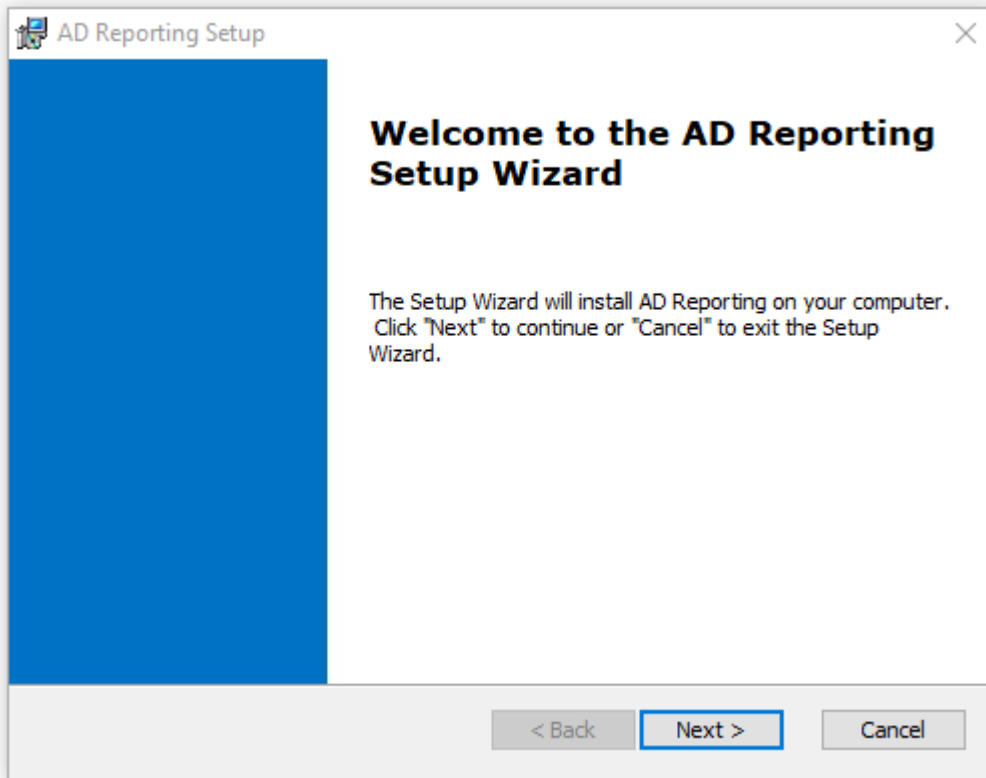 AD Reporting Setup
Welcome to the AD Reporting
Setup Wizard
The Setup Wizard will install AD Reporting on your computer.
Click "Next" to continue or "Cancel" to exit the Setup
Wizard.
< Back
Next >
Cancel